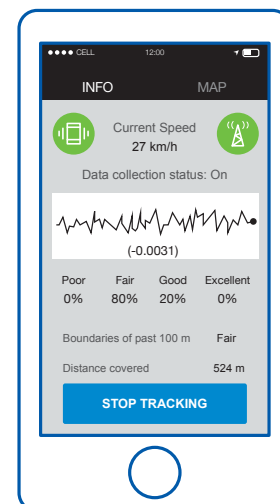 ●●●● CELL 12:00
INFO MAP
Current Speed
27 km/h
Data collection status: On
(-0.0031)
Poor Fair Good Excellent
0% 80% 20% 0%
Boundaries of past 100 m Fair
Distance covered 524 m
STOP TRACKING